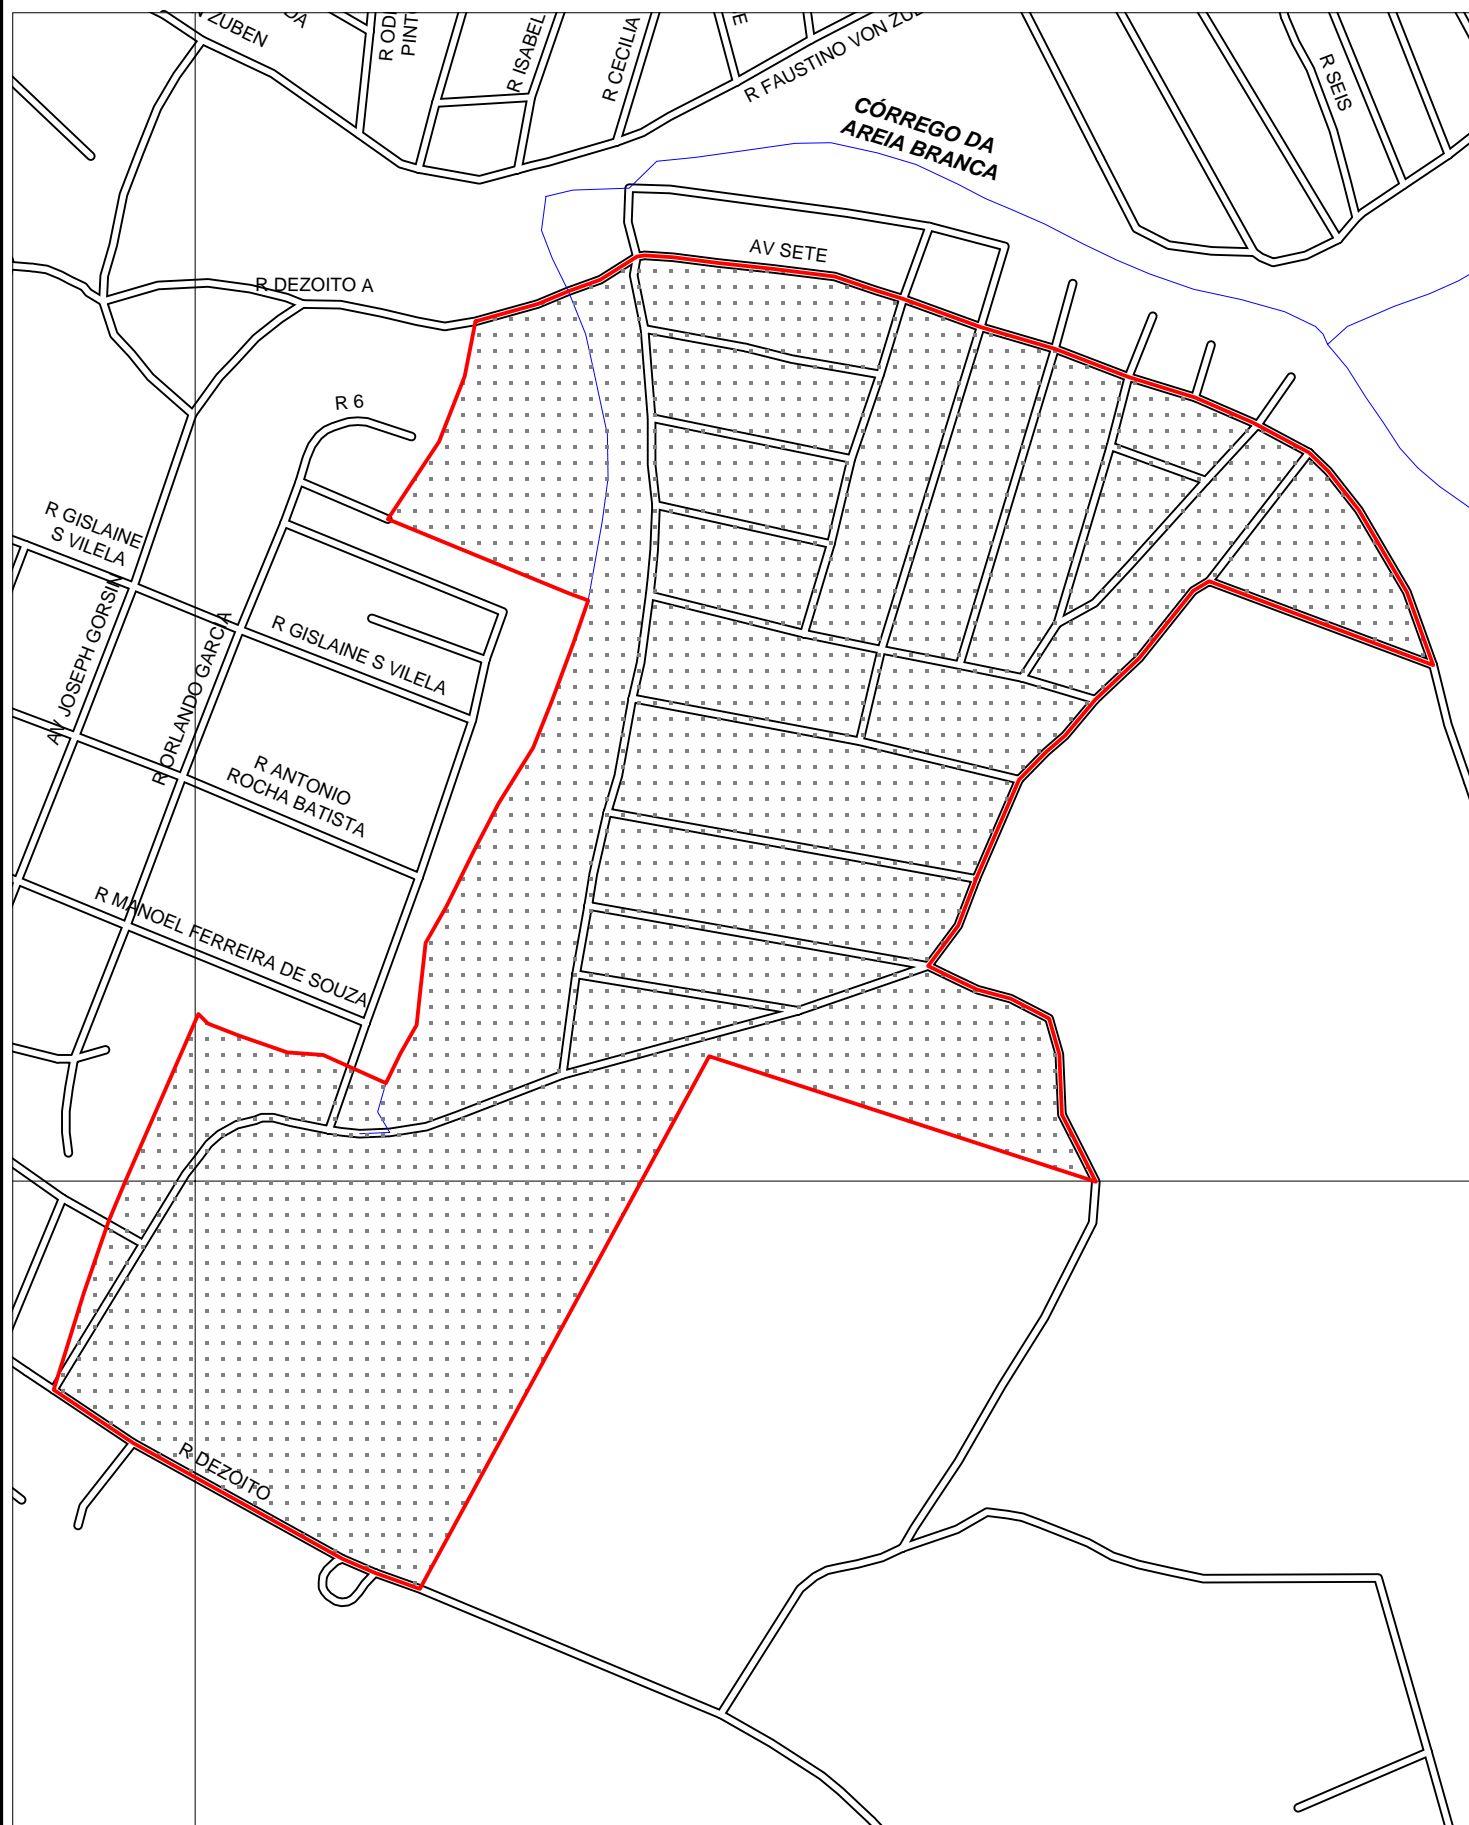 ZUBEN
R ISABEL
R CECILIA
R FAUSTINO VON
R SEIS
CÓRREGO DA
AREIA BRANCA
AV SETE
R DEZOITO A
R 6
R GISLAINE
S VILELA
AV JOSEPH GORSIN
R ORLANDO GARCIA
R GISLAINE S VILELA
R ANTONIO
ROCHA BATISTA
R MANOEL FERREIRA DE SOUZA
R DEZOITO